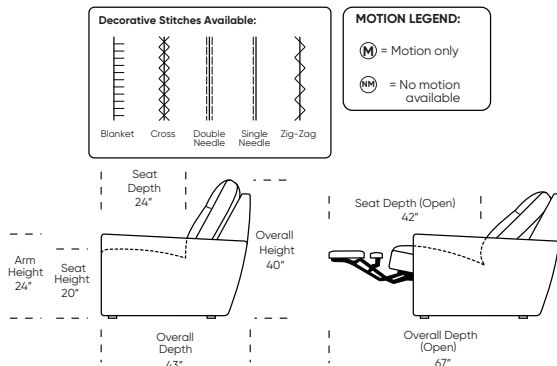 Decorative Stitches Available:
Blanket
Cross
Double
Needle
Single
Needle
Zig-Zag
MOTION LEGEND:
M = Motion only
NM = No motion
available
Seat
Depth
24"
Arm
Height
24"
Seat
Height
20"
Overall
Height
40"
Overall
Depth
43"
Seat Depth (Open)
42"
Overall Depth
(Open)
67"